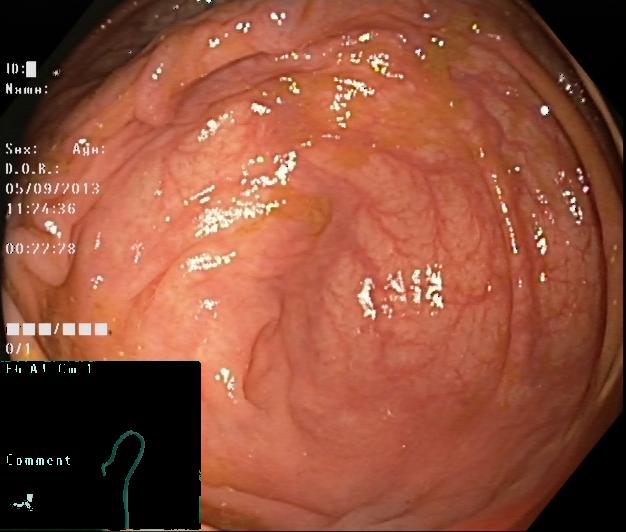 ID:
Name:
Sex: Age:
D.O.B.:
05/09/2013
11:24:36
00:22:28
/
0/1
Comment